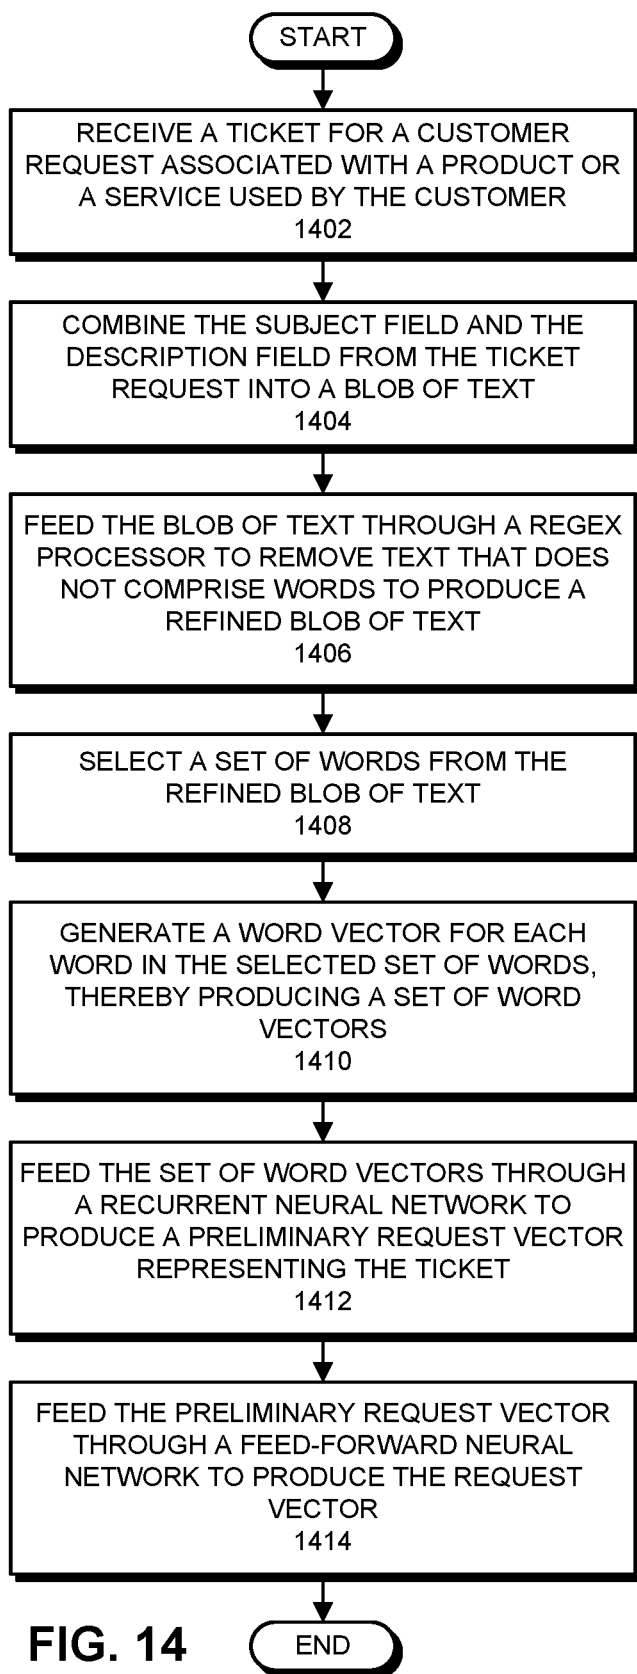 START
RECEIVE A TICKET FOR A CUSTOMER
REQUEST ASSOCIATED WITH A PRODUCT OR
A SERVICE USED BY THE CUSTOMER
1402
COMBINE THE SUBJECT FIELD AND THE
DESCRIPTION FIELD FROM THE TICKET
REQUEST INTO A BLOB OF TEXT
1404
FEED THE BLOB OF TEXT THROUGH A REGEX
PROCESSOR TO REMOVE TEXT THAT DOES
NOT COMPRISE WORDS TO PRODUCE A
REFINED BLOB OF TEXT
1406
SELECT A SET OF WORDS FROM THE
REFINED BLOB OF TEXT
1408
GENERATE A WORD VECTOR FOR EACH
WORD IN THE SELECTED SET OF WORDS,
THEREBY PRODUCING A SET OF WORD
VECTORS
1410
FEED THE SET OF WORD VECTORS THROUGH
A RECURRENT NEURAL NETWORK TO
PRODUCE A PRELIMINARY REQUEST VECTOR
REPRESENTING THE TICKET
1412
FEED THE PRELIMINARY REQUEST VECTOR
THROUGH A FEED-FORWARD NEURAL
NETWORK TO PRODUCE THE REQUEST
VECTOR
1414
END
FIG. 14